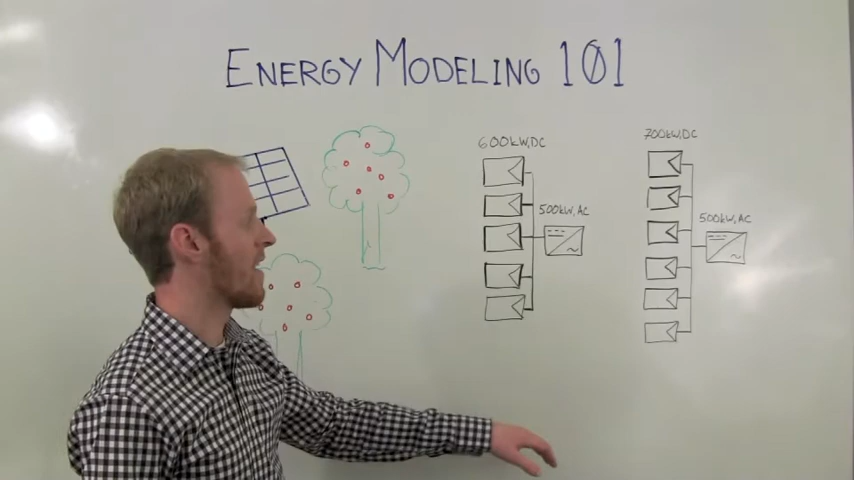 ENERGY MODELING 101
600kW,DC
500kW,AC
700kW,DC
500kW,AC